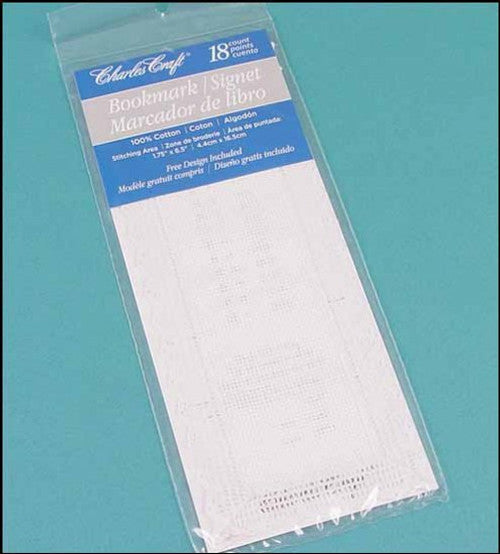 Charles Craft™
18 count
points
cuento
Bookmark / Signet
Marcador de libro
100% Cotton | Coton | Algodón
Stitching Area | Zone de broderie | Área de puntada:
1.75" x 6.5" | 4.4cm x 16.5cm
Free Design Included
Modèle gratuit compris | Diseño gratis incluido